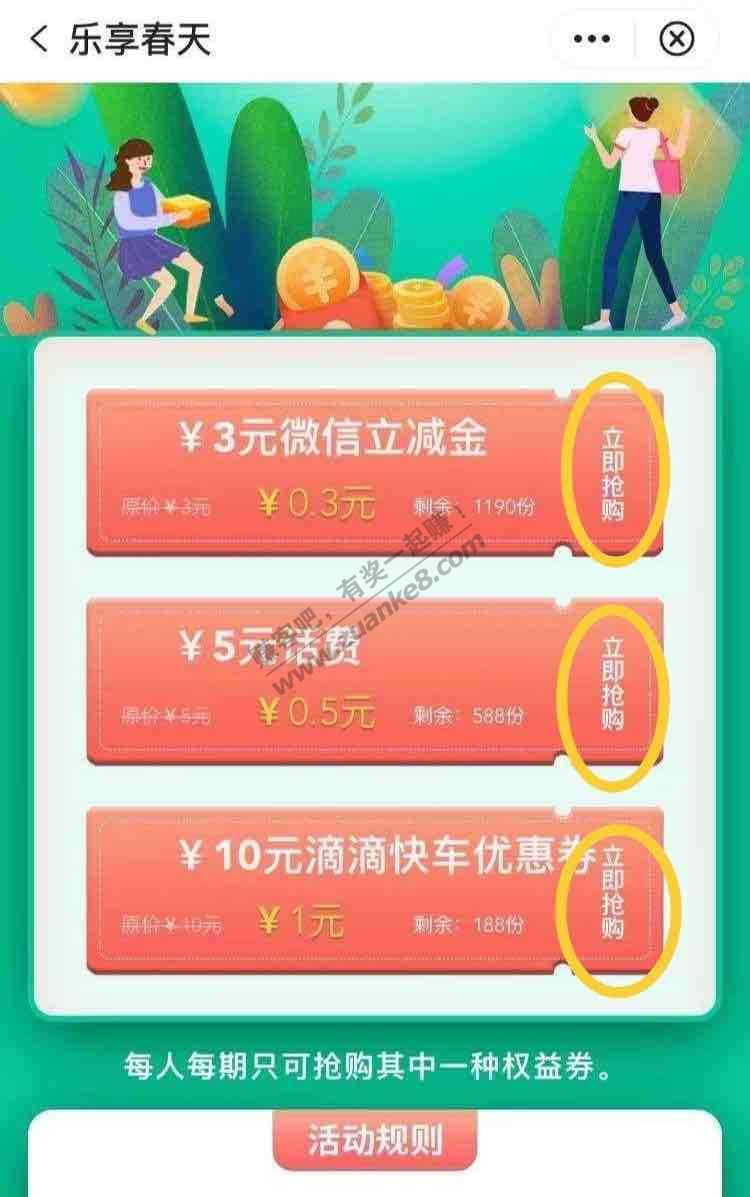 乐享春天
¥3元微信立减金
原价¥3元
¥0.3元
剩余：1190份
立即抢购
¥5元话费
原价¥5元
¥0.5元
剩余：588份
立即抢购
¥10元滴滴快车优惠券
原价¥10元
¥1元
剩余：188份
立即抢购
赚客吧，有奖一起赚！
www.zuanke8.com
每人每期只可抢购其中一种权益券。
活动规则